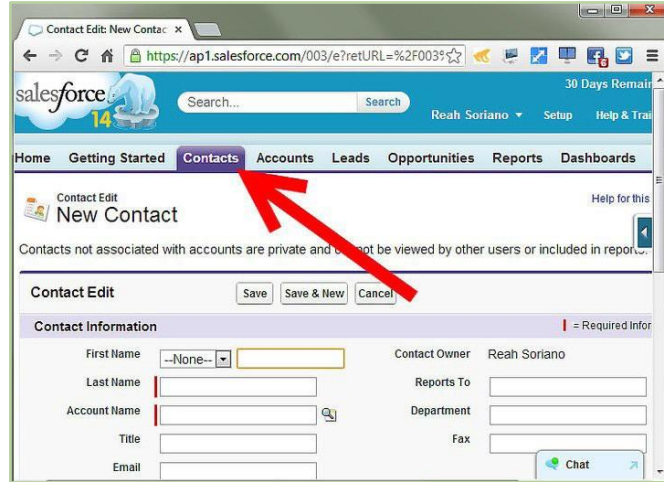 Contact Edit: New Contac
https://ap1.salesforce.com/003/e?retURL=%2F003%
salesforce
14
Search...
Search
30 Days Remain
Reah Soriano
Setup
Help & Trai
Home Getting Started Contacts Accounts Leads Opportunities Reports Dashboards
Contact Edit
New Contact
Help for this
Contacts not associated with accounts are private and be viewed by other users or included in reports.
Contact Edit
Save
Save & New
Cancel
Contact Information
= Required Infor
First Name
--None--
Contact Owner
Reah Soriano
Last Name
Reports To
Account Name
Department
Title
Fax
Email
Chat